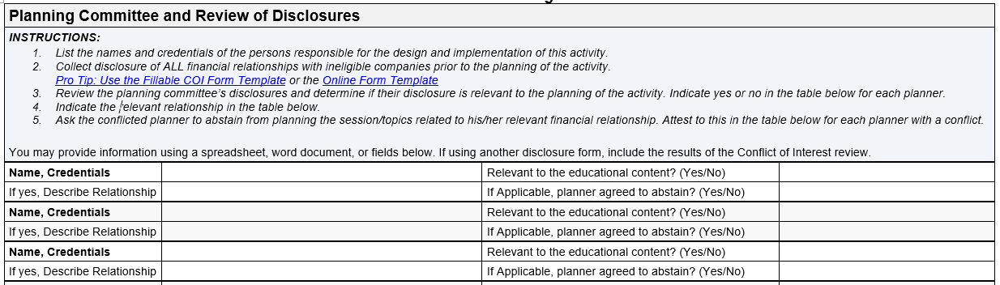 Planning Committee and Review of Disclosures
INSTRUCTIONS:
1. List the names and credentials of the persons responsible for the design and implementation of this activity.
2. Collect disclosure of ALL financial relationships with ineligible companies prior to the planning of the activity.
Pro Tip: Use the Fillable COI Form Template or the Online Form Template
3. Review the planning committee's disclosures and determine if their disclosure is relevant to the planning of the activity. Indicate yes or no in the table below for each planner.
4. Indicate the relevant relationship in the table below.
5. Ask the conflicted planner to abstain from planning the session/topics related to his/her relevant financial relationship. Attest to this in the table below for each planner with a conflict.
You may provide information using a spreadsheet, word document, or fields below. If using another disclosure form, include the results of the Conflict of Interest review.
Name, Credentials Relevant to the educational content? (Yes/No)
If yes, Describe Relationship If Applicable, planner agreed to abstain? (Yes/No)
Name, Credentials Relevant to the educational content? (Yes/No)
If yes, Describe Relationship If Applicable, planner agreed to abstain? (Yes/No)
Name, Credentials Relevant to the educational content? (Yes/No)
If yes, Describe Relationship If Applicable, planner agreed to abstain? (Yes/No)